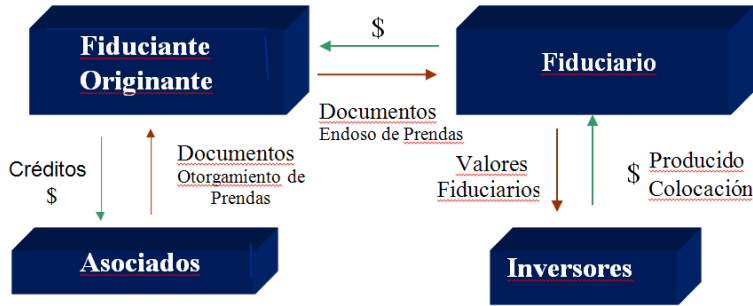 Fiduciante
Originante
$
Fiduciario
Documentos
Endoso de Prendas
Créditos
$
Documentos
Otorgamiento de
Prendas
Valores
Fiduciarios
$ Producido
Colocación
Asociados
Inversores